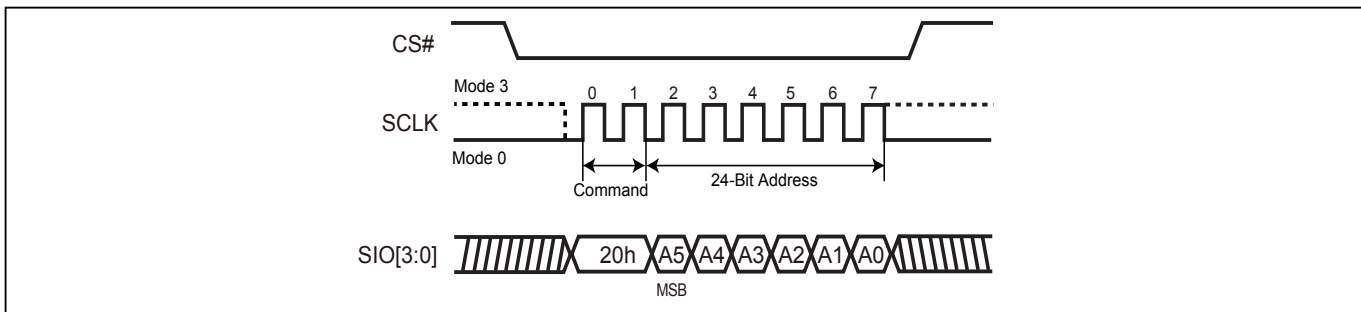 CS#
Mode 3
0 1 2 3 4 5 6 7
SCLK
Mode 0
Command
24-Bit Address
SIO[3:0]
20h A5 A4 A3 A2 A1 A0
MSB